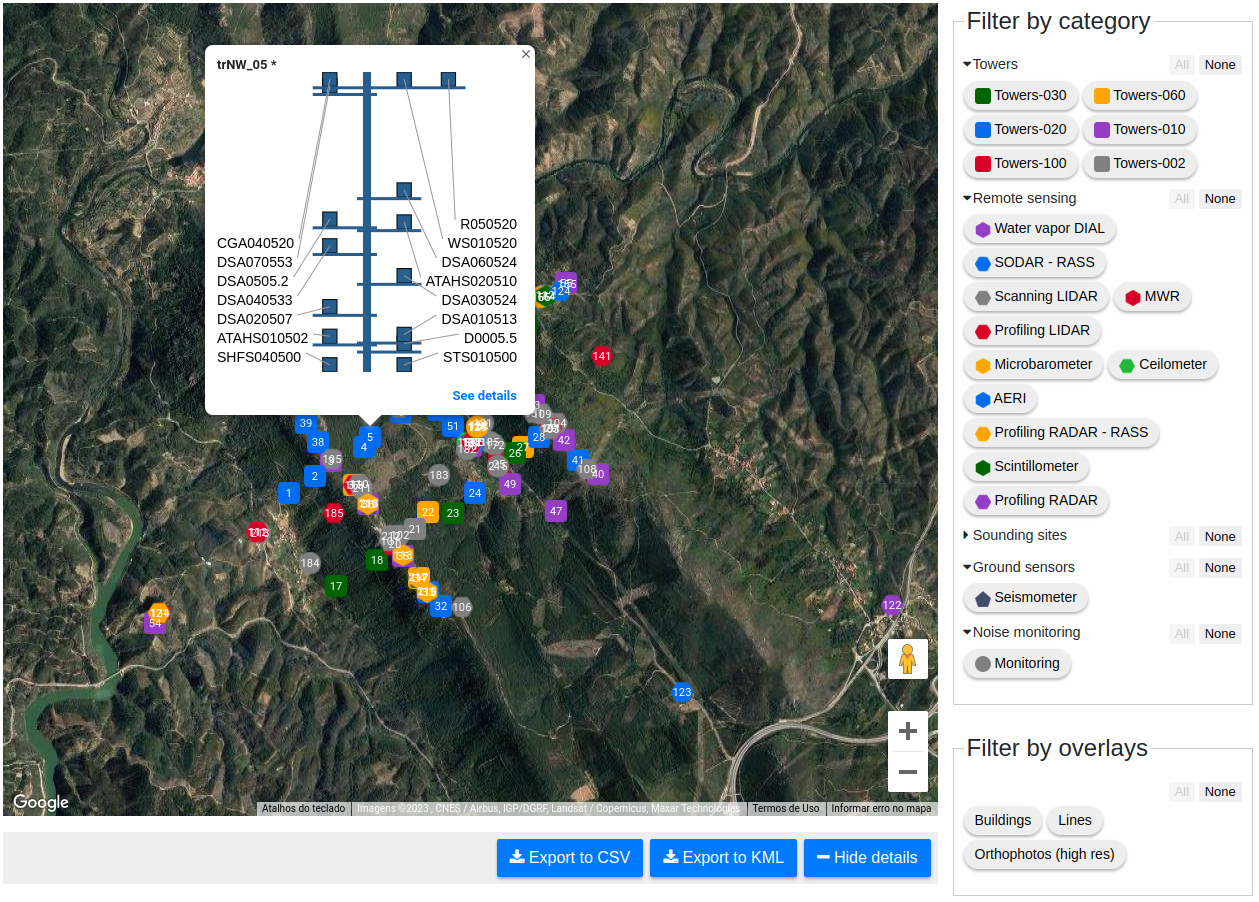 trNW_05 *
×
CGA040520
DSA070553
DSA0505.2
DSA040533
DSA020507
ATAHS010502
SHFS040500
R050520
WS010520
DSA060524
ATAHS020510
DSA030524
DSA010513
D0005.5
STS010500
See details
124
141
39
38
5
4
51
28
42
41
108
40
26
27
2
1
183
49
24
47
185
22
23
21
184
18
17
32
106
54
122
123
Google
Atalhos do teclado
Imagens ©2023 , CNES / Airbus, IGP/DGRF, Landsat / Copernicus, Maxar Technologies
Termos de Uso
Informar erro no mapa
Export to CSV
Export to KML
Hide details
Filter by category
Towers All None
Towers-030 Towers-060
Towers-020 Towers-010
Towers-100 Towers-002
Remote sensing All None
Water vapor DIAL
SODAR - RASS
Scanning LIDAR MWR
Profiling LIDAR
Microbarometer Ceilometer
AERI
Profiling RADAR - RASS
Scintillometer
Profiling RADAR
Sounding sites All None
Ground sensors All None
Seismometer
Noise monitoring All None
Monitoring
Filter by overlays
All None
Buildings Lines
Orthophotos (high res)